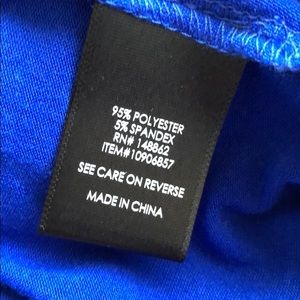 95% POLYESTER
5% SPANDEX
RN# 148862
ITEM#10906857
SEE CARE ON REVERSE
MADE IN CHINA